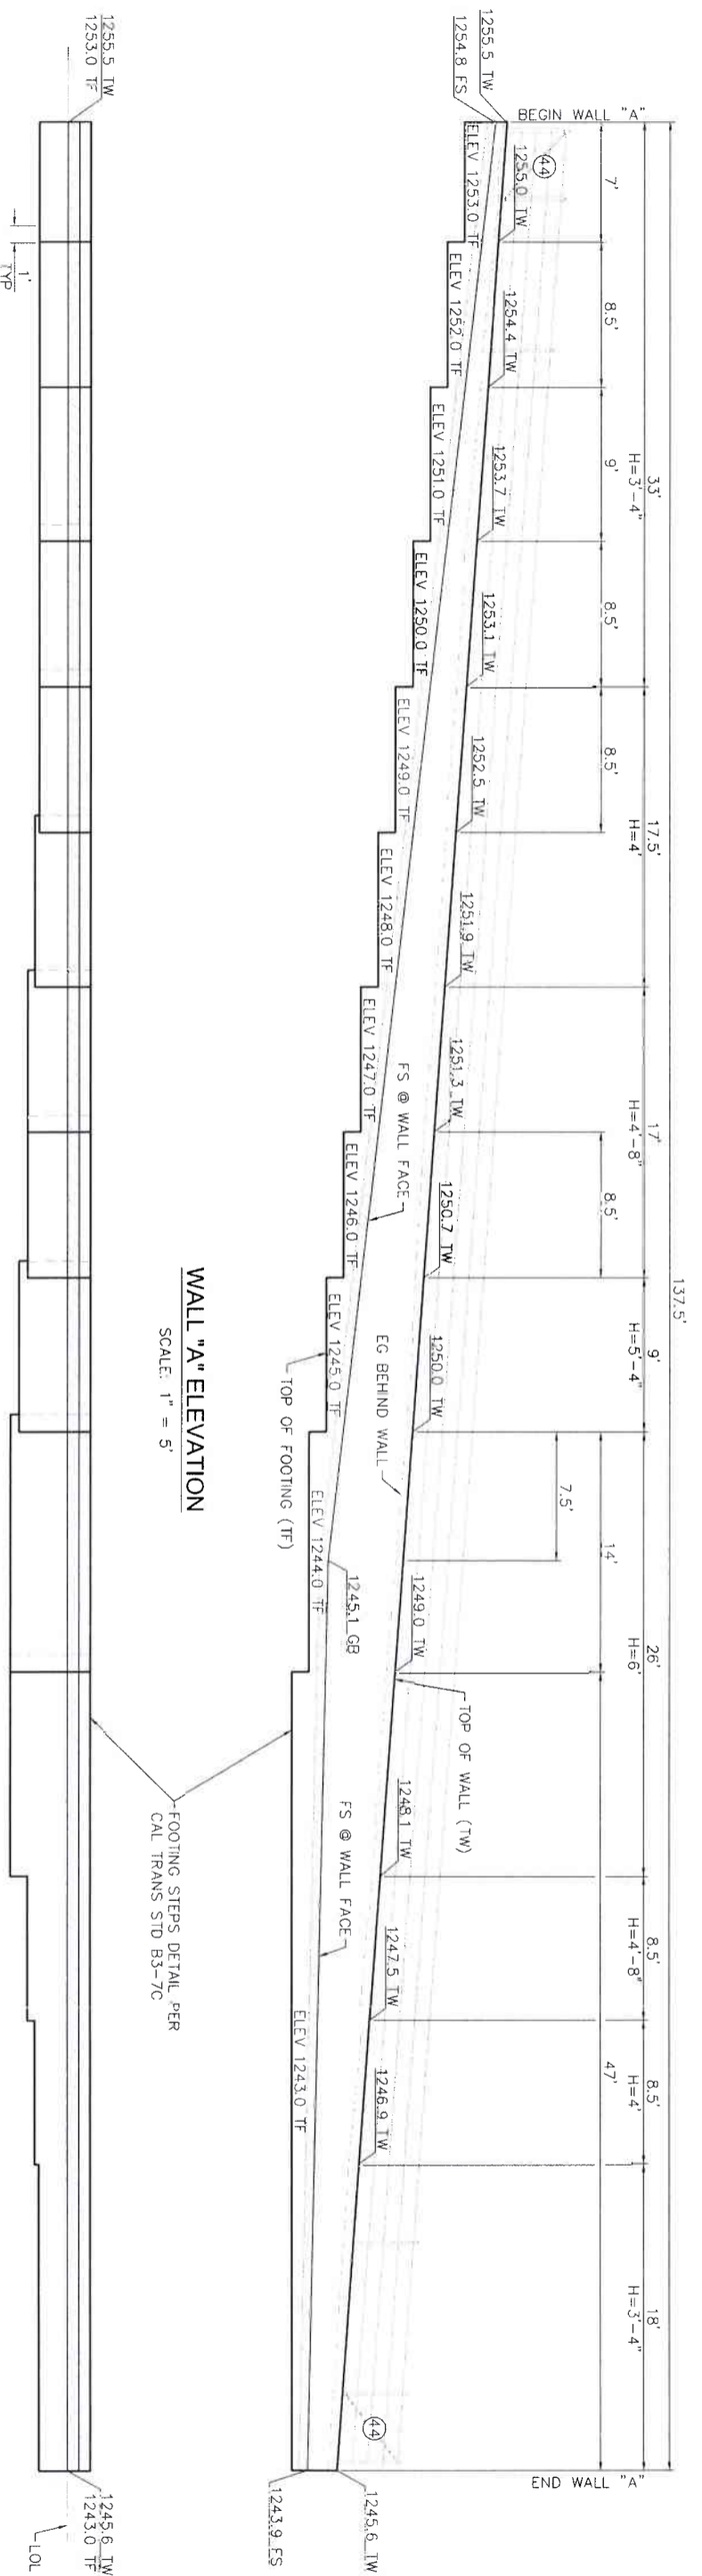 137.5'
33'
H=3'-4"
17.5'
H=4'
17'
H=4'-8"
9'
H=5'-4"
26'
H=6'
8.5'
H=4'-8"
8.5'
H=4'
18'
H=3'-4"
BEGIN WALL "A"
END WALL "A"
7'
8.5'
9'
8.5'
8.5'
8.5'
14'
47'
7.5'
44
1255.5 TW
1254.8 FS
1255.0 TW
1254.4 TW
1253.7 TW
1253.1 TW
1252.5 TW
1251.9 TW
1251.3 TW
1250.7 TW
1250.0 TW
1249.0 TW
TOP OF WALL (TW)
1248.1 TW
1247.5 TW
1246.9 TW
44
1245.6 TW
1243.9 FS
ELEV 1253.0 TF
ELEV 1252.0 TF
ELEV 1251.0 TF
ELEV 1250.0 TF
ELEV 1249.0 TF
ELEV 1248.0 TF
ELEV 1247.0 TF
FS @ WALL FACE
ELEV 1246.0 TF
EG BEHIND WALL
ELEV 1245.0 TF
TOP OF FOOTING (TF)
ELEV 1244.0 TF
1245.1 GB
FS @ WALL FACE
ELEV 1243.0 TF
WALL "A" ELEVATION
SCALE: 1" = 5'
FOOTING STEPS DETAIL PER
CAL TRANS STD B3-7C
1255.5 TW
1253.0 TF
1'
TYP
1245.6 TW
1243.0 TF
LOL